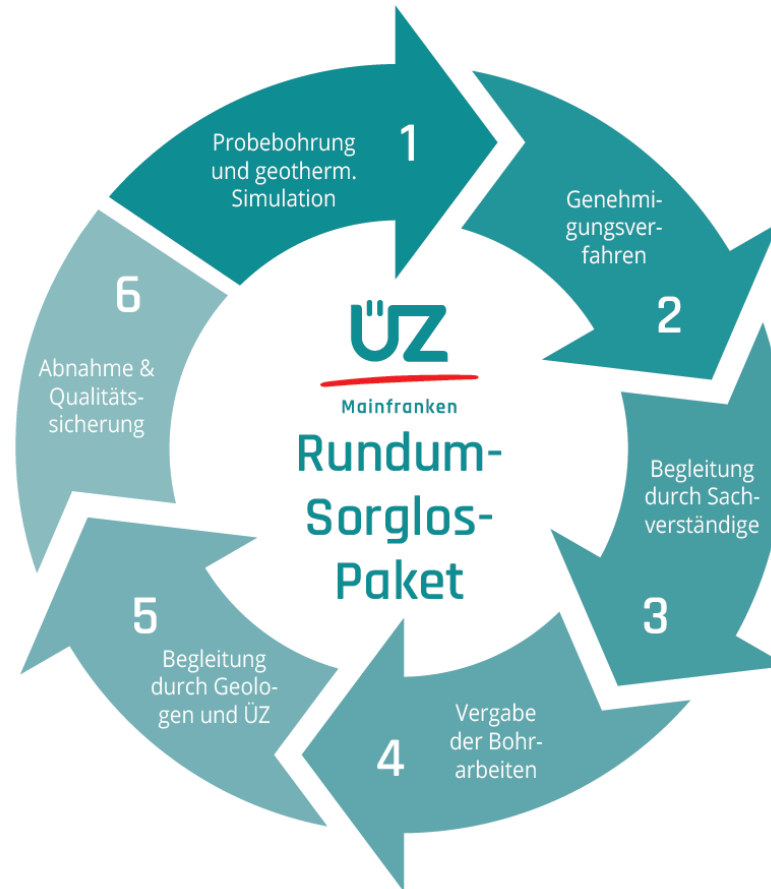 1
Probebohrung
und geotherm.
Simulation
2
Genehmi-
gungsver-
fahren
3
Begleitung
durch Sach-
verständige
4
Vergabe
der Bohr-
arbeiten
5
Begleitung
durch Geolo-
gen und ÜZ
6
Abnahme &
Qualitäts-
sicherung
ÜZ
Mainfranken
Rundum-
Sorglos-
Paket